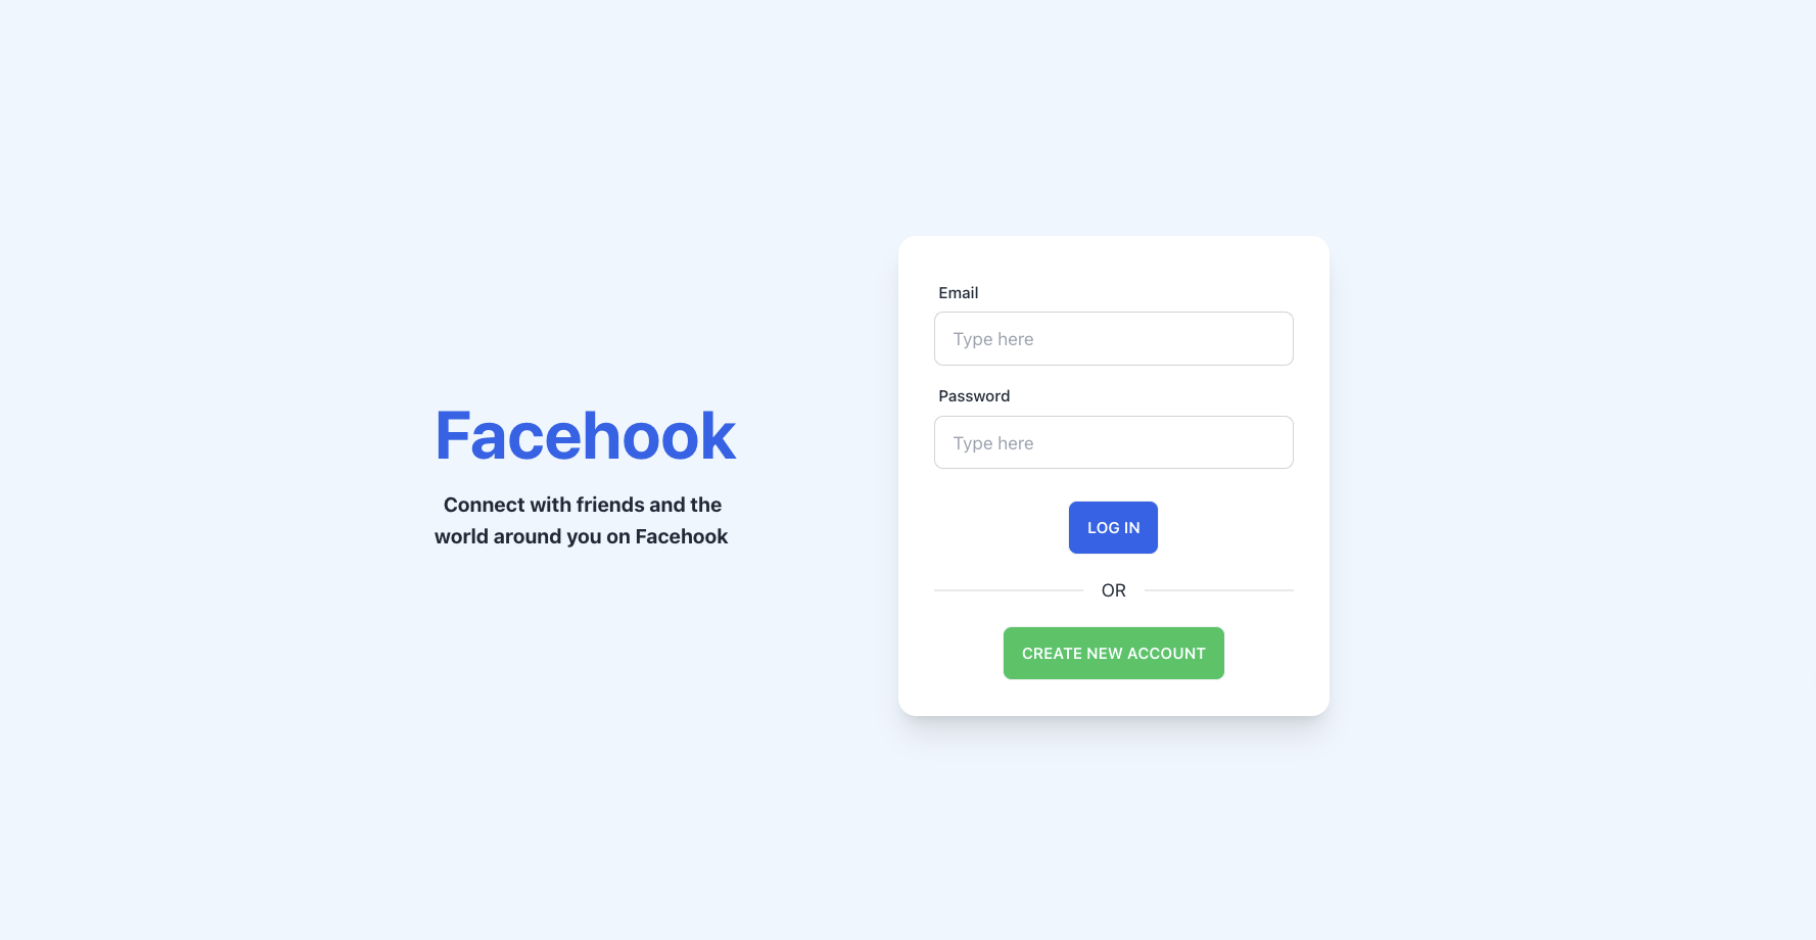 Facehook
Connect with friends and the
world around you on Facehook
Email
Type here
Password
Type here
LOG IN
OR
CREATE NEW ACCOUNT